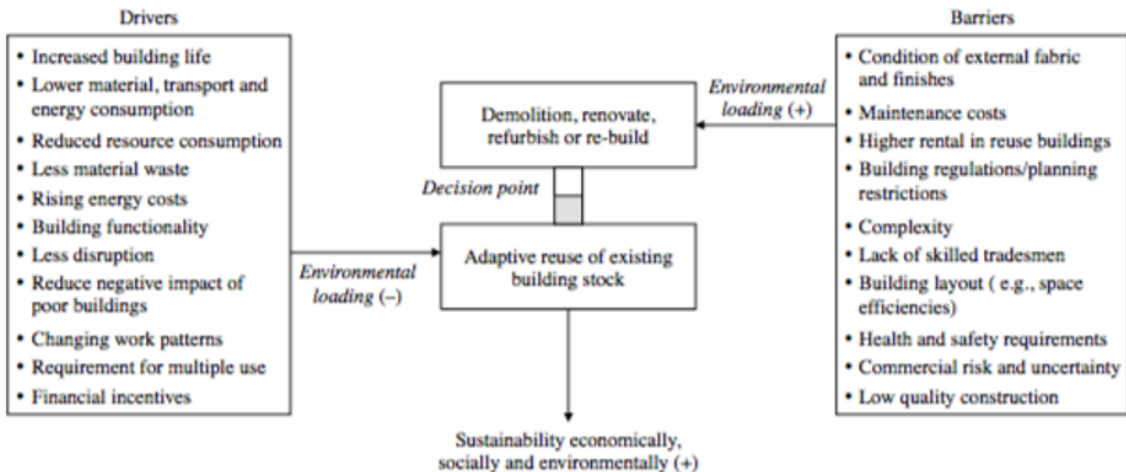 Drivers
• Increased building life
• Lower material, transport and
energy consumption
• Reduced resource consumption
• Less material waste
• Rising energy costs
• Building functionality
• Less disruption
• Reduce negative impact of
poor buildings
• Changing work patterns
• Requirement for multiple use
• Financial incentives
Environmental
loading (–)
Demolition, renovate,
refurbish or re-build
Decision point
Adaptive reuse of existing
building stock
Sustainability economically,
socially and environmentally (+)
Environmental
loading (+)
Barriers
• Condition of external fabric
and finishes
• Maintenance costs
• Higher rental in reuse buildings
• Building regulations/planning
restrictions
• Complexity
• Lack of skilled tradesmen
• Building layout ( e.g., space
efficiencies)
• Health and safety requirements
• Commercial risk and uncertainty
• Low quality construction